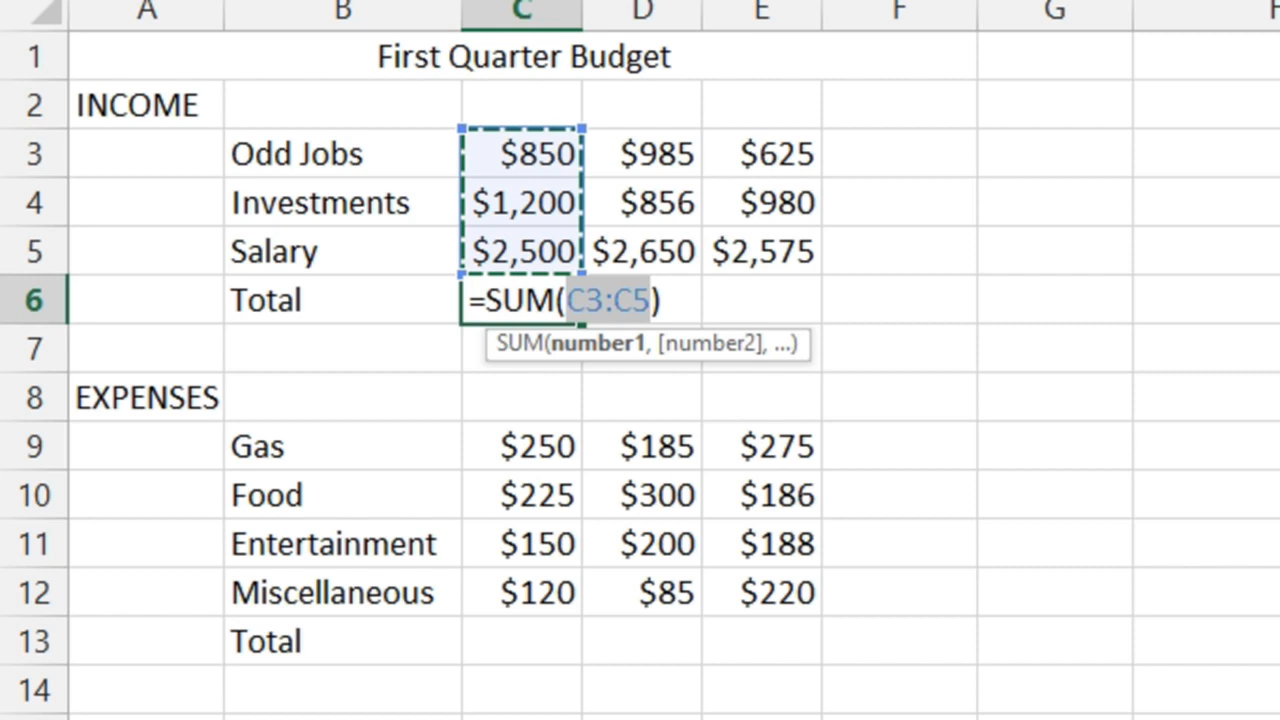 C D E F G
1 First Quarter Budget
2 INCOME
3 Odd Jobs $850 $985 $625
4 Investments $1,200 $856 $980
5 Salary $2,500 $2,650 $2,575
6 Total =SUM(C3:C5)
7 SUM(number1, [number2], ...)
8 EXPENSES
9 Gas $250 $185 $275
10 Food $225 $300 $186
11 Entertainment $150 $200 $188
12 Miscellaneous $120 $85 $220
13 Total
14